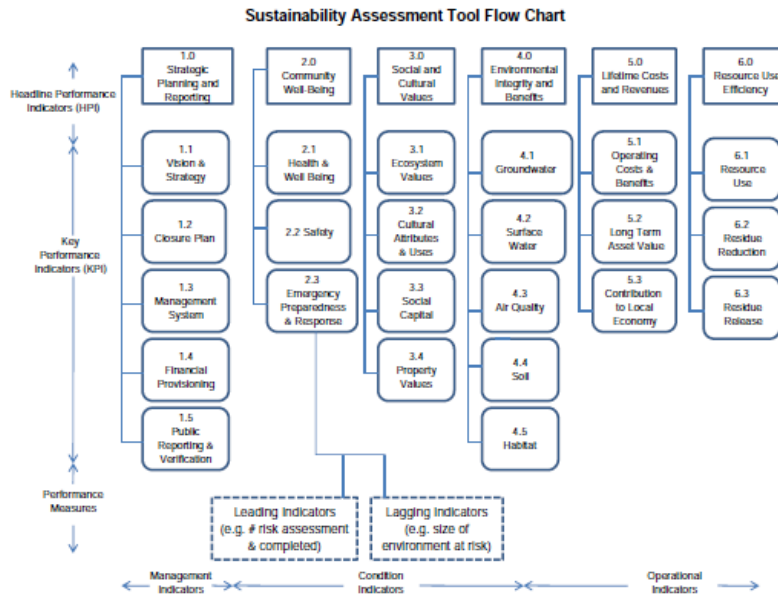 Sustainability Assessment Tool Flow Chart
Headline Performance
Indicators (HPI)
1.0
Strategic
Planning and
Reporting
2.0
Community
Well-Being
3.0
Social and
Cultural
Values
4.0
Environmental
Integrity and
Benefits
5.0
Lifetime Costs
and Revenues
6.0
Resource Use
Efficiency
Key
Performance
Indicators (KPI)
1.1
Vision &
Strategy
2.1
Health &
Well Being
3.1
Ecosystem
Values
4.1
Groundwater
5.1
Operating
Costs &
Benefits
6.1
Resource
Use
1.2
Closure Plan
2.2 Safety
3.2
Cultural
Attributes
& Uses
4.2
Surface
Water
5.2
Long Term
Asset Value
6.2
Residue
Reduction
1.3
Management
System
2.3
Emergency
Preparedness
& Response
3.3
Social
Capital
4.3
Air Quality
5.3
Contribution
to Local
Economy
6.3
Residue
Release
1.4
Financial
Provisioning
3.4
Property
Values
4.4
Soil
1.5
Public
Reporting &
Verification
4.5
Habitat
Performance
Measures
Leading Indicators
(e.g. # risk assessment
& completed)
Lagging Indicators
(e.g. size of
environment at risk)
Management
Indicators
Condition
Indicators
Operational
Indicators